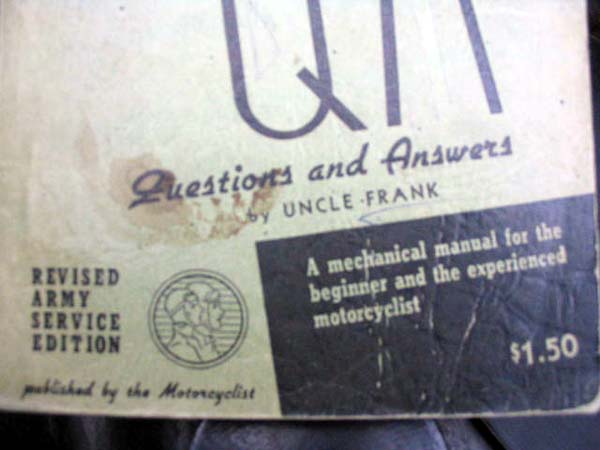 QA
Questions and Answers
by UNCLE FRANK
A mechanical manual for the
beginner and the experienced
motorcyclist
$1.50
REVISED
ARMY
SERVICE
EDITION
published by the Motorcyclist